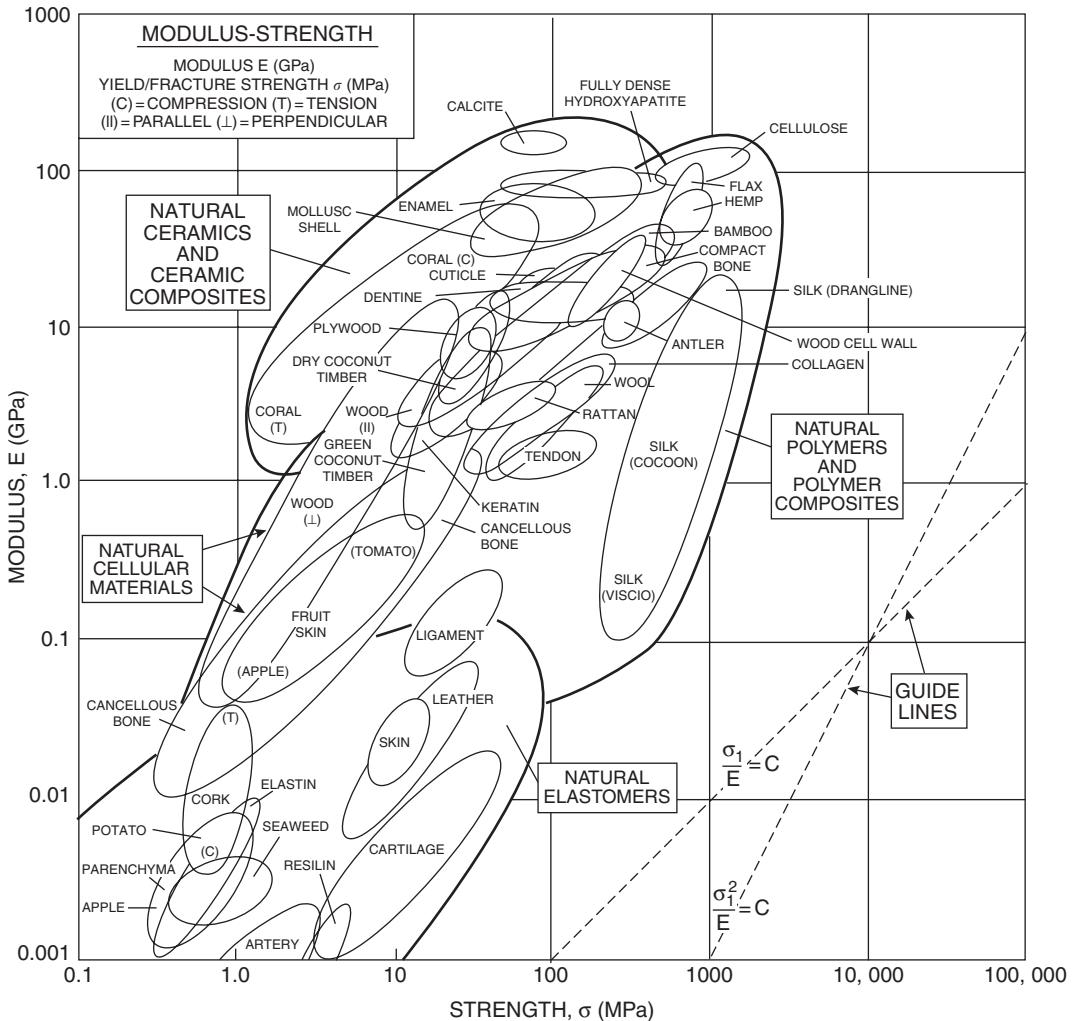 1000
MODULUS-STRENGTH
MODULUS E (GPa)
YIELD/FRACTURE STRENGTH σ (MPa)
(C)=COMPRESSION (T)=TENSION
(II)=PARALLEL (⊥)=PERPENDICULAR
FULLY DENSE
HYDROXYAPATITE
CALCITE
CELLULOSE
100
FLAX
HEMP
NATURAL
CERAMICS
AND
CERAMIC
COMPOSITES
ENAMEL
MOLLUSC
SHELL
BAMBOO
COMPACT
BONE
CORAL (C)
CUTICLE
DENTINE
SILK (DRANGLINE)
10
PLYWOOD
ANTLER
WOOD CELL WALL
DRY COCONUT
TIMBER
COLLAGEN
WOOL
CORAL
(T)
WOOD
(II)
RATTAN
GREEN
COCONUT
TIMBER
SILK
(COCOON)
NATURAL
POLYMERS
AND
POLYMER
COMPOSITES
TENDON
1.0
WOOD
(⊥)
KERATIN
CANCELLOUS
BONE
NATURAL
CELLULAR
MATERIALS
(TOMATO)
SILK
(VISCIO)
FRUIT
SKIN
LIGAMENT
0.1
(APPLE)
GUIDE
LINES
CANCELLOUS
BONE
(T)
LEATHER
SKIN
σ1/E=C
NATURAL
ELASTOMERS
0.01
CORK
ELASTIN
POTATO
SEAWEED
(C)
CARTILAGE
PARENCHYMA
RESILIN
APPLE
σ1²/E=C
ARTERY
0.001
MODULUS, E (GPa)
0.1
1.0
10
100
1000
10, 000
100, 000
STRENGTH, σ (MPa)